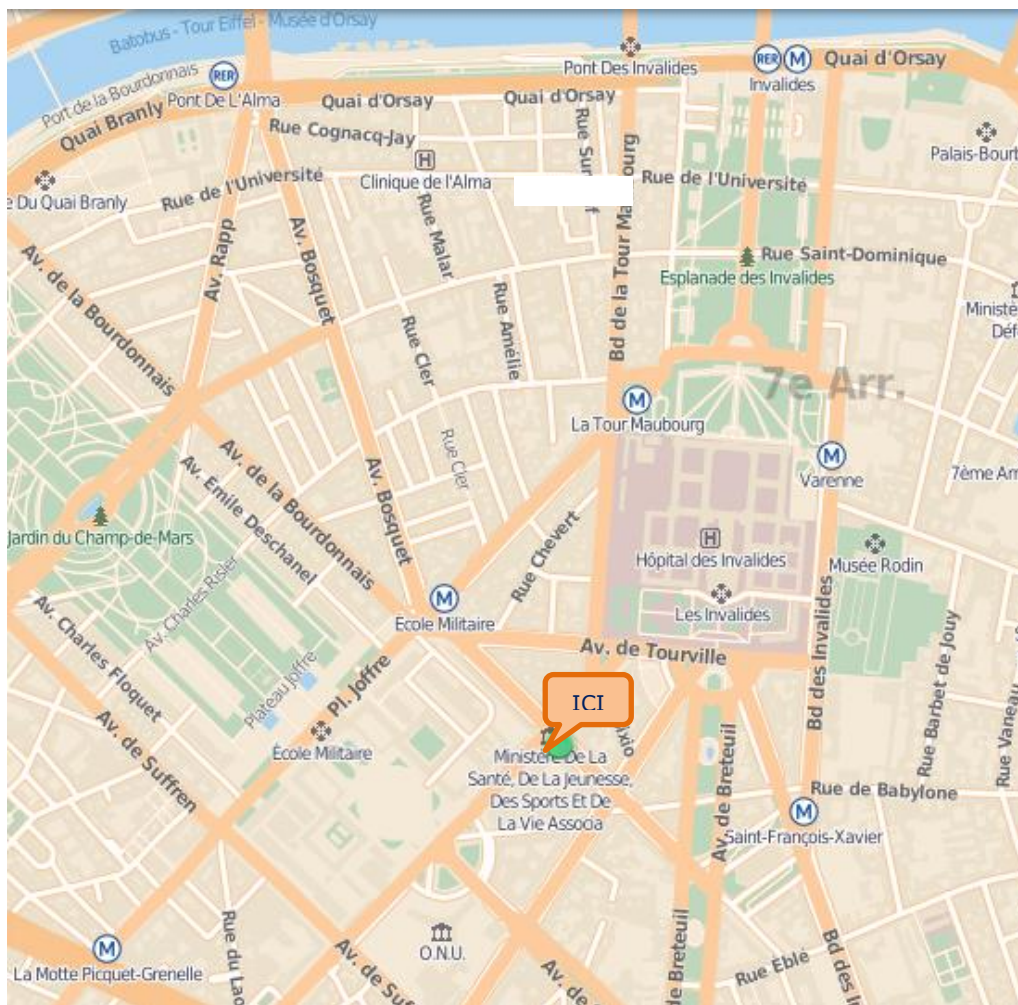 Batobus - Tour Eiffel - Musée d'Orsay
Port de la Bourdonnais
Quai Branly
RER
Pont De L'Alma
Quai d'Orsay
Quai d'Orsay
Pont Des Invalides
RER M
Invalides
Quai d'Orsay
Rue Cognacq-Jay
H
Clinique de l'Alma
Rue
Rue de l'Université
Rue de l'Université
Palais-Bourb
e Du Quai Branly
Av. Rapp
Av. Bosquet
Rue Malar
Bd de la Tour Maubourg
Rue Saint-Dominique
Esplanade des Invalides
Av. de la Bourdonnais
Rue Amélie
Rue Cler
Ministè
Déf
7e Arr.
M
La Tour Maubourg
M
Varenne
7ème Arr
Rue Cler
Av. de la Bourdonnais
Av. Emile Deschanel
Av. Bosquet
Jardin du Champ-de-Mars
Rue Chevert
H
Hôpital des Invalides
Musée Rodin
Av. Charles Risler
M
École Militaire
Les Invalides
Av. de Tourville
Bd des Invalides
Rue Barbet de Jouy
Rue Vaneau
Av. Charles Floquet
Plateau Joffre
Pl. Joffre
École Militaire
ICI
ixio
Ministère De La
Santé, De La Jeunesse,
Des Sports Et De
La Vie Associa
Av. de Suffren
Av. de Breteuil
Rue de Babylone
M
Saint-François-Xavier
O.N.U.
M
La Motte Picquet-Grenelle
Rue du Lao
Av. de Suf
Av. de
de Breteuil
Rue Eblé
Bd des